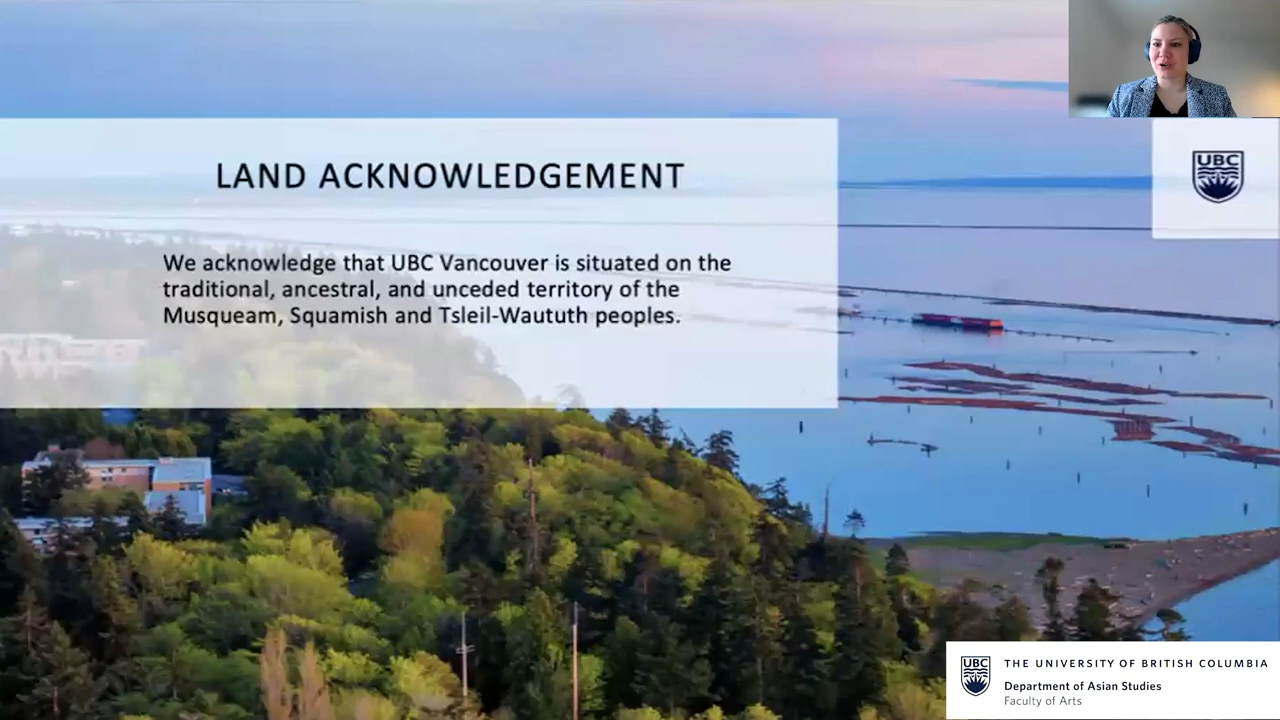 LAND ACKNOWLEDGEMENT
We acknowledge that UBC Vancouver is situated on the
traditional, ancestral, and unceded territory of the
Musqueam, Squamish and Tsleil-Waututh peoples.
UBC
UBC
THE UNIVERSITY OF BRITISH COLUMBIA
Department of Asian Studies
Faculty of Arts